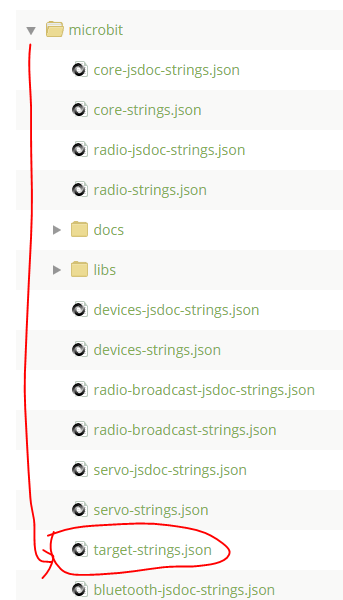 microbit
core-jsdoc-strings.json
core-strings.json
radio-jsdoc-strings.json
radio-strings.json
docs
libs
devices-jsdoc-strings.json
devices-strings.json
radio-broadcast-jsdoc-strings.json
radio-broadcast-strings.json
servo-jsdoc-strings.json
servo-strings.json
target-strings.json
bluetooth-jsdoc-strings.json